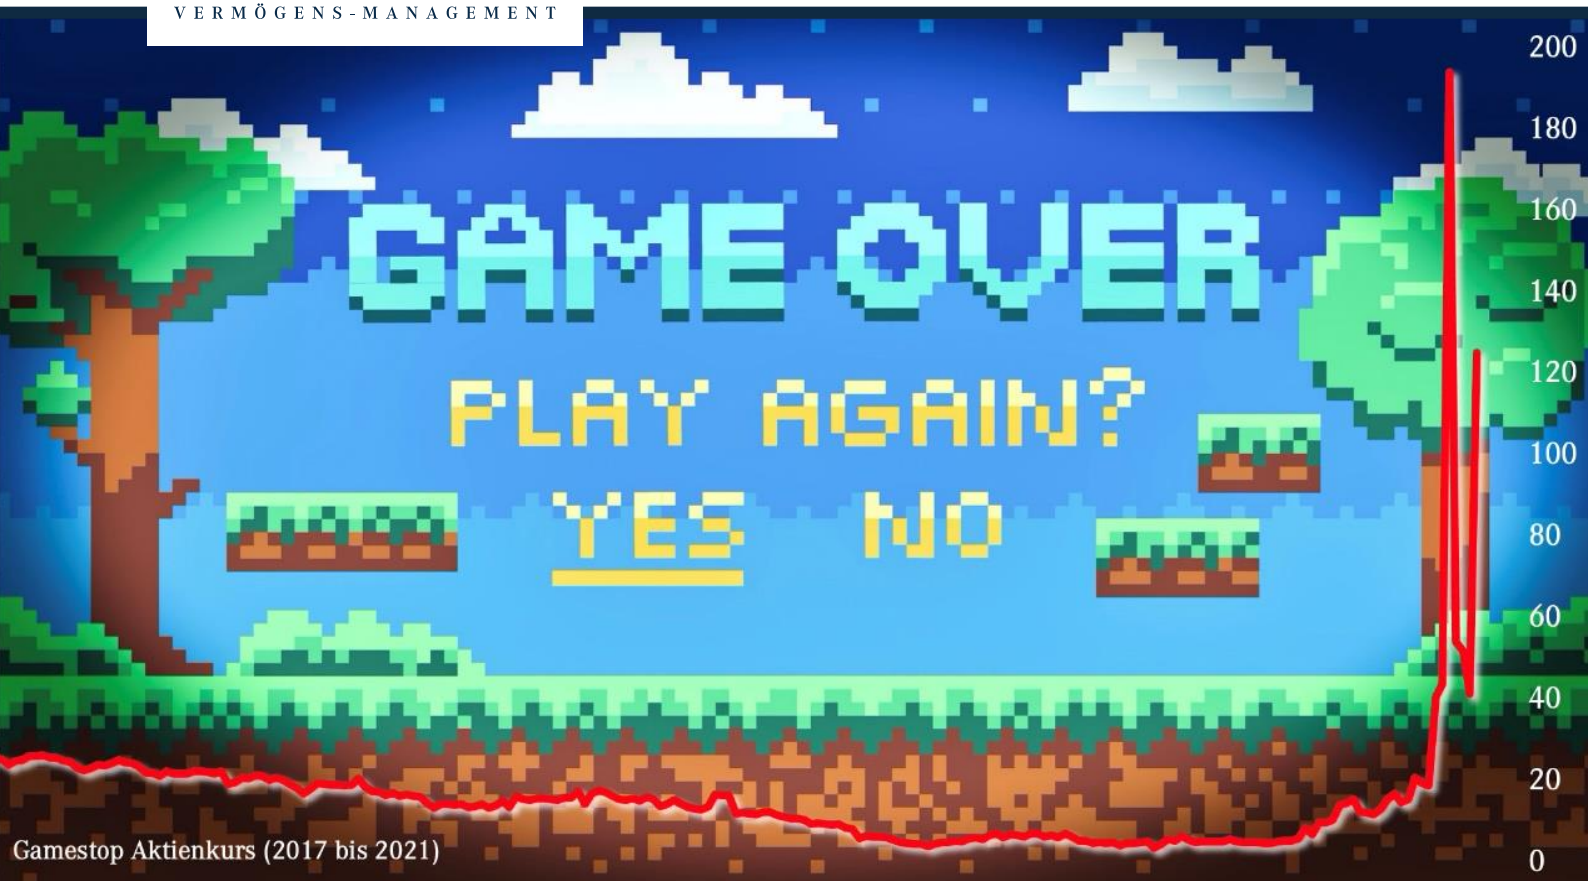 VERMÖGENS-MANAGEMENT
200
180
GAME OVER
160
140
PLAY AGAIN?
120
100
YES NO
80
60
40
20
Gamestop Aktienkurs (2017 bis 2021)
0